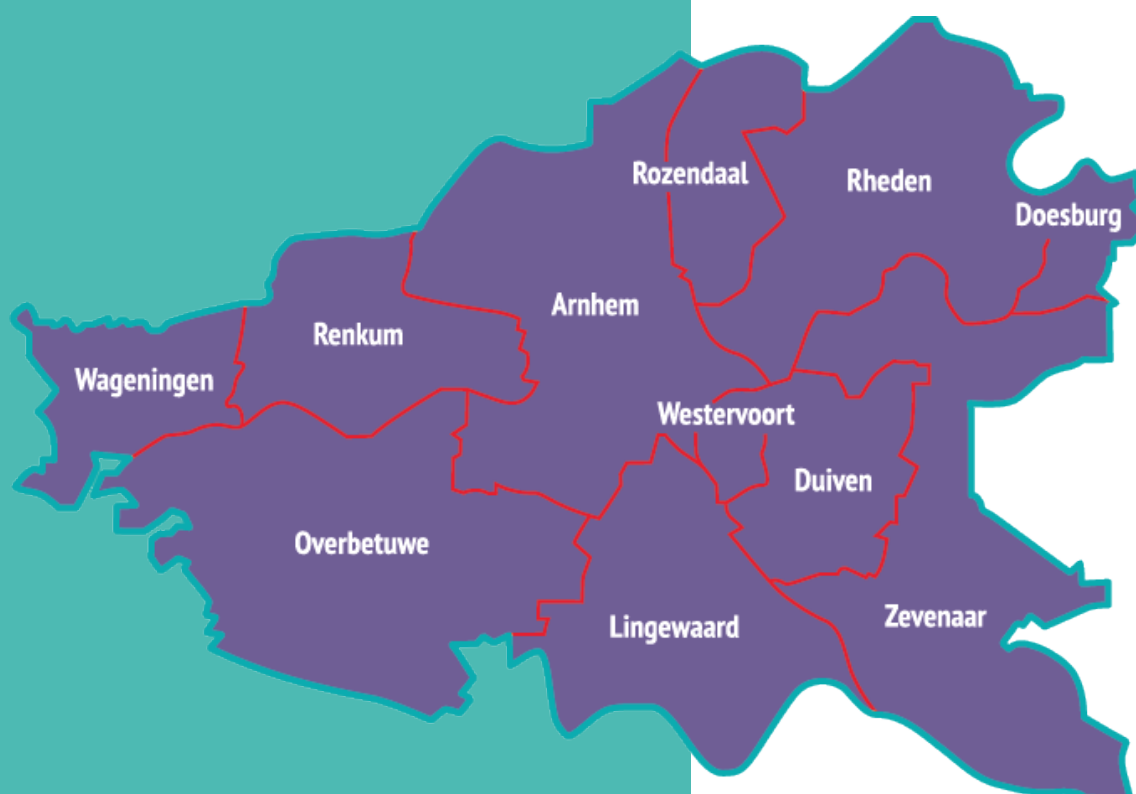 Rozendaal
Rheden
Doesburg
Arnhem
Renkum
Wageningen
Westervoort
Duiven
Overbetuwe
Zevenaar
Lingewaard